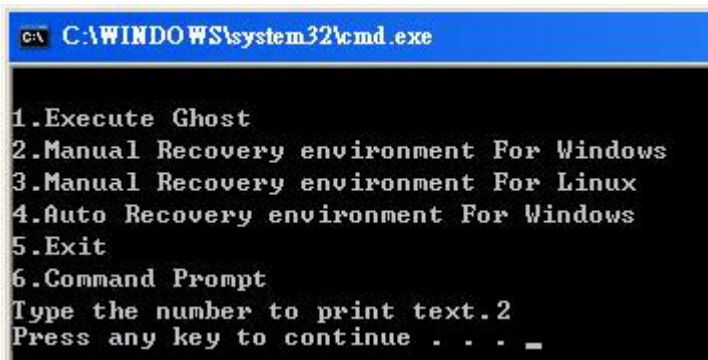 C:\WINDOWS\system32\cmd.exe
1.Execute Ghost
2.Manual Recovery environment For Windows
3.Manual Recovery environment For Linux
4.Auto Recovery environment For Windows
5.Exit
6.Command Prompt
Type the number to print text.2
Press any key to continue . . . _